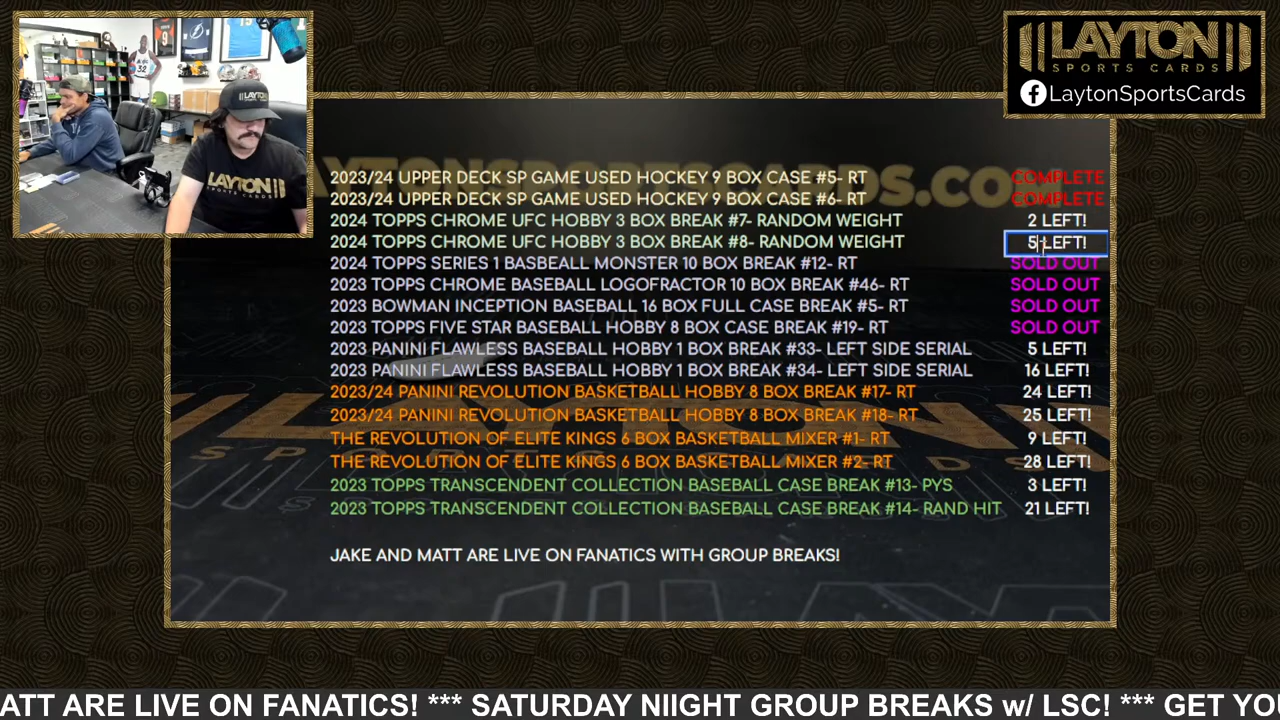 LAYTON
SPORTS CARDS
LaytonSportsCards
LAYTON
LAYTONSPORTSCARDS.CO
2023/24 UPPER DECK SP GAME USED HOCKEY 9 BOX CASE #5- RT COMPLETE
2023/24 UPPER DECK SP GAME USED HOCKEY 9 BOX CASE #6- RT COMPLETE
2024 TOPPS CHROME UFC HOBBY 3 BOX BREAK #7- RANDOM WEIGHT 2 LEFT!
2024 TOPPS CHROME UFC HOBBY 3 BOX BREAK #8- RANDOM WEIGHT 5 LEFT!
2024 TOPPS SERIES 1 BASBEALL MONSTER 10 BOX BREAK #12- RT SOLD OUT
2023 TOPPS CHROME BASEBALL LOGOFRACTOR 10 BOX BREAK #46- RT SOLD OUT
2023 BOWMAN INCEPTION BASEBALL 16 BOX FULL CASE BREAK #5- RT SOLD OUT
2023 TOPPS FIVE STAR BASEBALL HOBBY 8 BOX CASE BREAK #19- RT SOLD OUT
2023 PANINI FLAWLESS BASEBALL HOBBY 1 BOX BREAK #33- LEFT SIDE SERIAL 5 LEFT!
2023 PANINI FLAWLESS BASEBALL HOBBY 1 BOX BREAK #34- LEFT SIDE SERIAL 16 LEFT!
2023/24 PANINI REVOLUTION BASKETBALL HOBBY 8 BOX BREAK #17- RT 24 LEFT!
2023/24 PANINI REVOLUTION BASKETBALL HOBBY 8 BOX BREAK #18- RT 25 LEFT!
THE REVOLUTION OF ELITE KINGS 6 BOX BASKETBALL MIXER #1- RT 9 LEFT!
THE REVOLUTION OF ELITE KINGS 6 BOX BASKETBALL MIXER #2- RT 28 LEFT!
2023 TOPPS TRANSCENDENT COLLECTION BASEBALL CASE BREAK #13- PYS 3 LEFT!
2023 TOPPS TRANSCENDENT COLLECTION BASEBALL CASE BREAK #14- RAND HIT 21 LEFT!
JAKE AND MATT ARE LIVE ON FANATICS WITH GROUP BREAKS!
ATT ARE LIVE ON FANATICS! *** SATURDAY NIIGHT GROUP BREAKS w/ LSC! *** GET YO